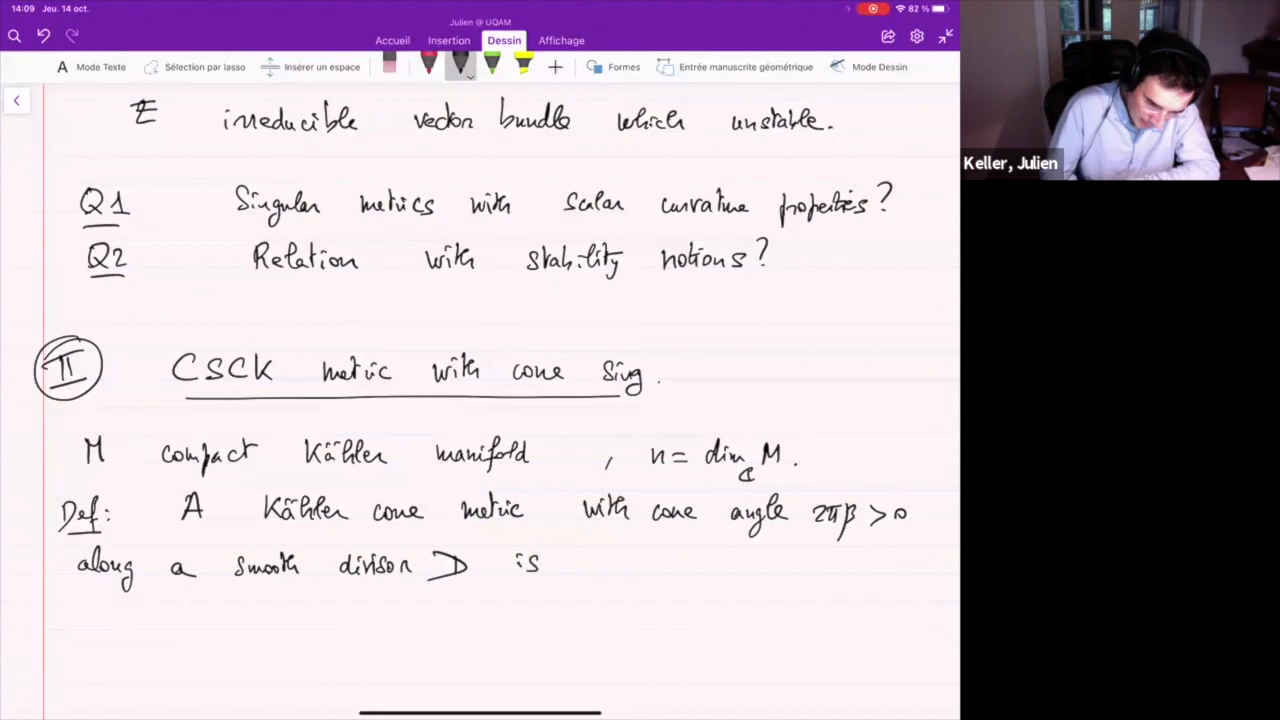 14:09 Jeu. 14 oct.
82 %
Julien @ UQAM
Accueil Insertion Dessin Affichage
Mode Texte Sélection par lasso Insérer un espace Formes Entrée manuscrite géométrique Mode Dessin
E irreducible vector bundle which unstable.
Q1 Singular metrics with scalar curvature properties?
Q2 Relation with stability notions?
II CSCK metric with cone sing.
M compact Kähler manifold, n = dim_C M.
Def: A Kähler cone metric with cone angle 2πβ > 0
along a smooth divisor D is
Keller, Julien